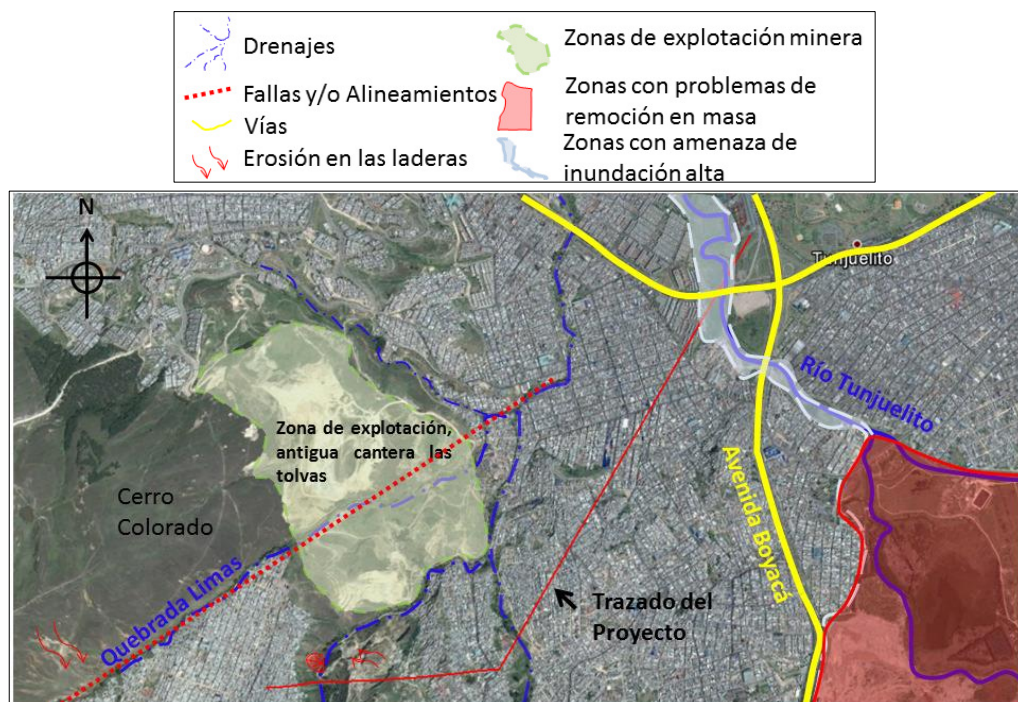 Drenajes
Fallas y/o Alineamientos
Vías
Erosión en las laderas
Zonas de explotación minera
Zonas con problemas de
remoción en masa
Zonas con amenaza de
inundación alta
N
Tunjuelito
Río Tunjuelito
Zona de explotación,
antigua cantera las
tolvas
Cerro
Colorado
Avenida Boyacá
Quebrada Limas
Trazado del
Proyecto